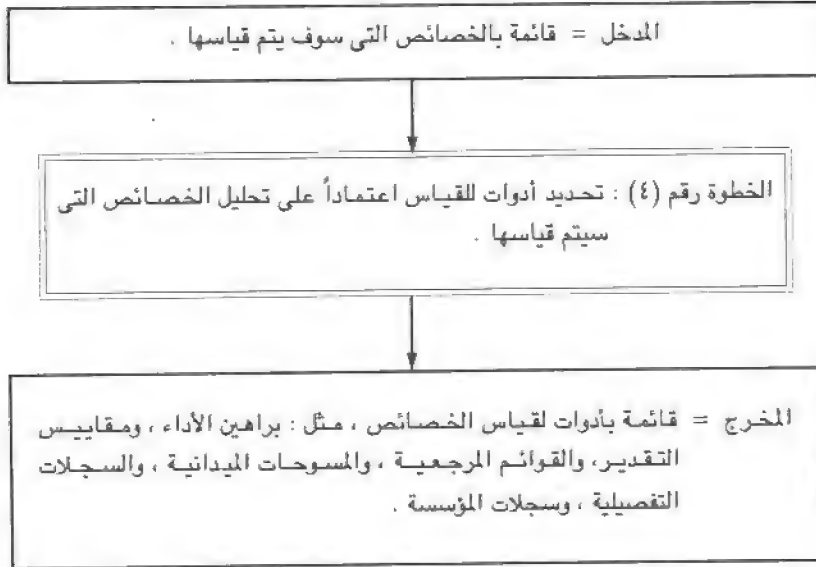 المدخل = قائمة بالخصائص التى سوف يتم قياسها .
الخطوة رقم (٤) : تحديد أدوات للقياس اعتماداً على تحليل الخصائص التى
سيتم قياسها .
المخرج = قائمة بأدوات لقياس الخصائص ، مثل : براهين الأداء ، ومقاييس
التقدير، والقوائم المرجعية ، والمسوحات الميدانية ، والسجلات
التفصيلية ، وسجلات المؤسسة .